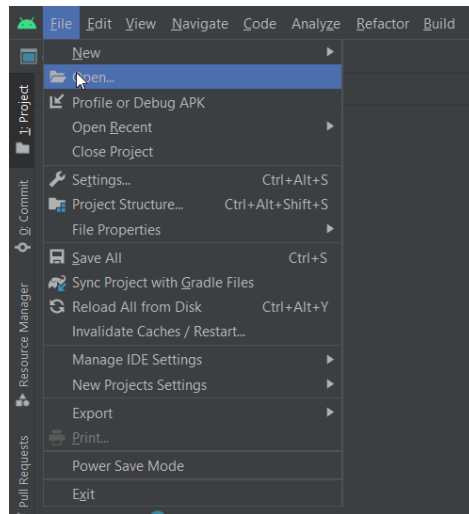 File Edit View Navigate Code Analyze Refactor Build
New
Open...
Profile or Debug APK
Open Recent
Close Project
Settings... Ctrl+Alt+S
Project Structure... Ctrl+Alt+Shift+S
File Properties
Save All Ctrl+S
Sync Project with Gradle Files
Reload All from Disk Ctrl+Alt+Y
Invalidate Caches / Restart...
Manage IDE Settings
New Projects Settings
Export
Print...
Power Save Mode
Exit
1: Project
0: Commit
Resource Manager
Pull Requests